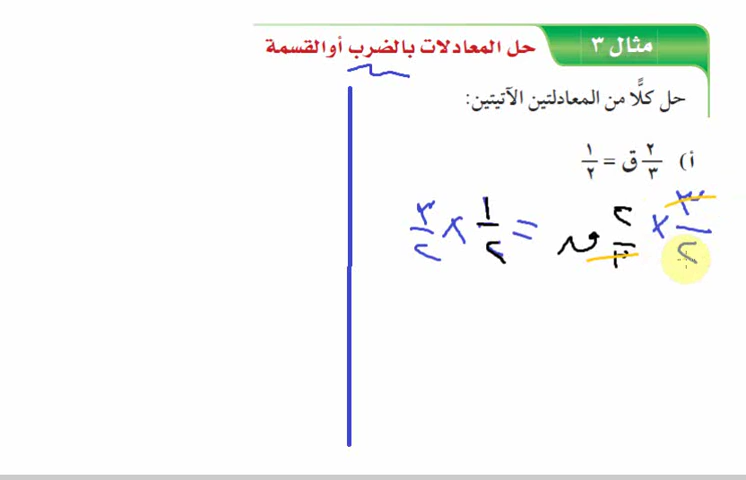 مثال ٣ حل المعادلات بالضرب أوالقسمة
حل كلًّا من المعادلتين الآتيتين:
أ) ٢/٣ ق = ١/٢
٣/٢ × ٢/٣ ق = ١/٢ × ٣/٢